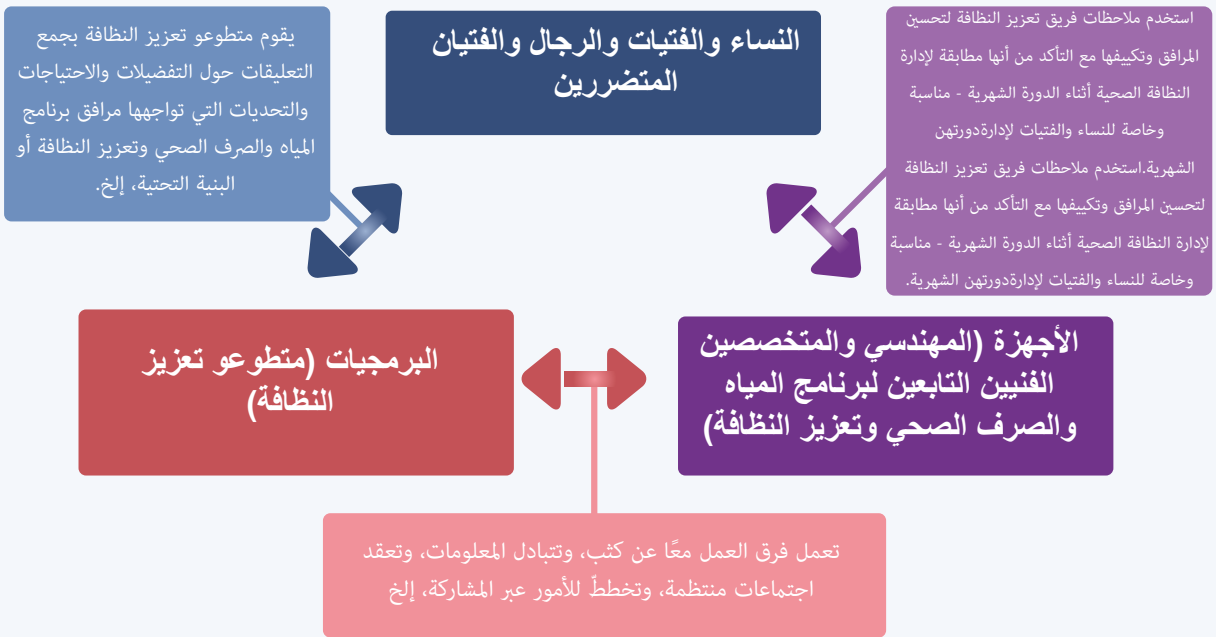 النساء والفتيات والرجال والفتيان
المتضررين
استخدم ملاحظات فريق تعزيز النظافة لتحسين
المرافق وتكييفها مع التأكد من أنها مطابقة لإدارة
النظافة الصحية أثناء الدورة الشهرية - مناسبة
وخاصة للنساء والفتيات لإدارةدورتهن
الشهرية.استخدم ملاحظات فريق تعزيز النظافة
لتحسين المرافق وتكييفها مع التأكد من أنها مطابقة
لإدارة النظافة الصحية أثناء الدورة الشهرية - مناسبة
وخاصة للنساء والفتيات لإدارةدورتهن الشهرية.
يقوم متطوعو تعزيز النظافة بجمع
التعليقات حول التفضيلات والاحتياجات
والتحديات التي تواجهها مرافق برنامج
المياه والصرف الصحي وتعزيز النظافة أو
البنية التحتية، إلخ.
الأجهزة (المهندسي والمتخصصين
الفنيين التابعين لبرنامج المياه
والصرف الصحي وتعزيز النظافة)
البرمجيات (متطوعو تعزيز
النظافة)
تعمل فرق العمل معًا عن كثب، وتتبادل المعلومات، وتعقد
اجتماعات منتظمة، وتخططّ للأمور عبر المشاركة، إلخ